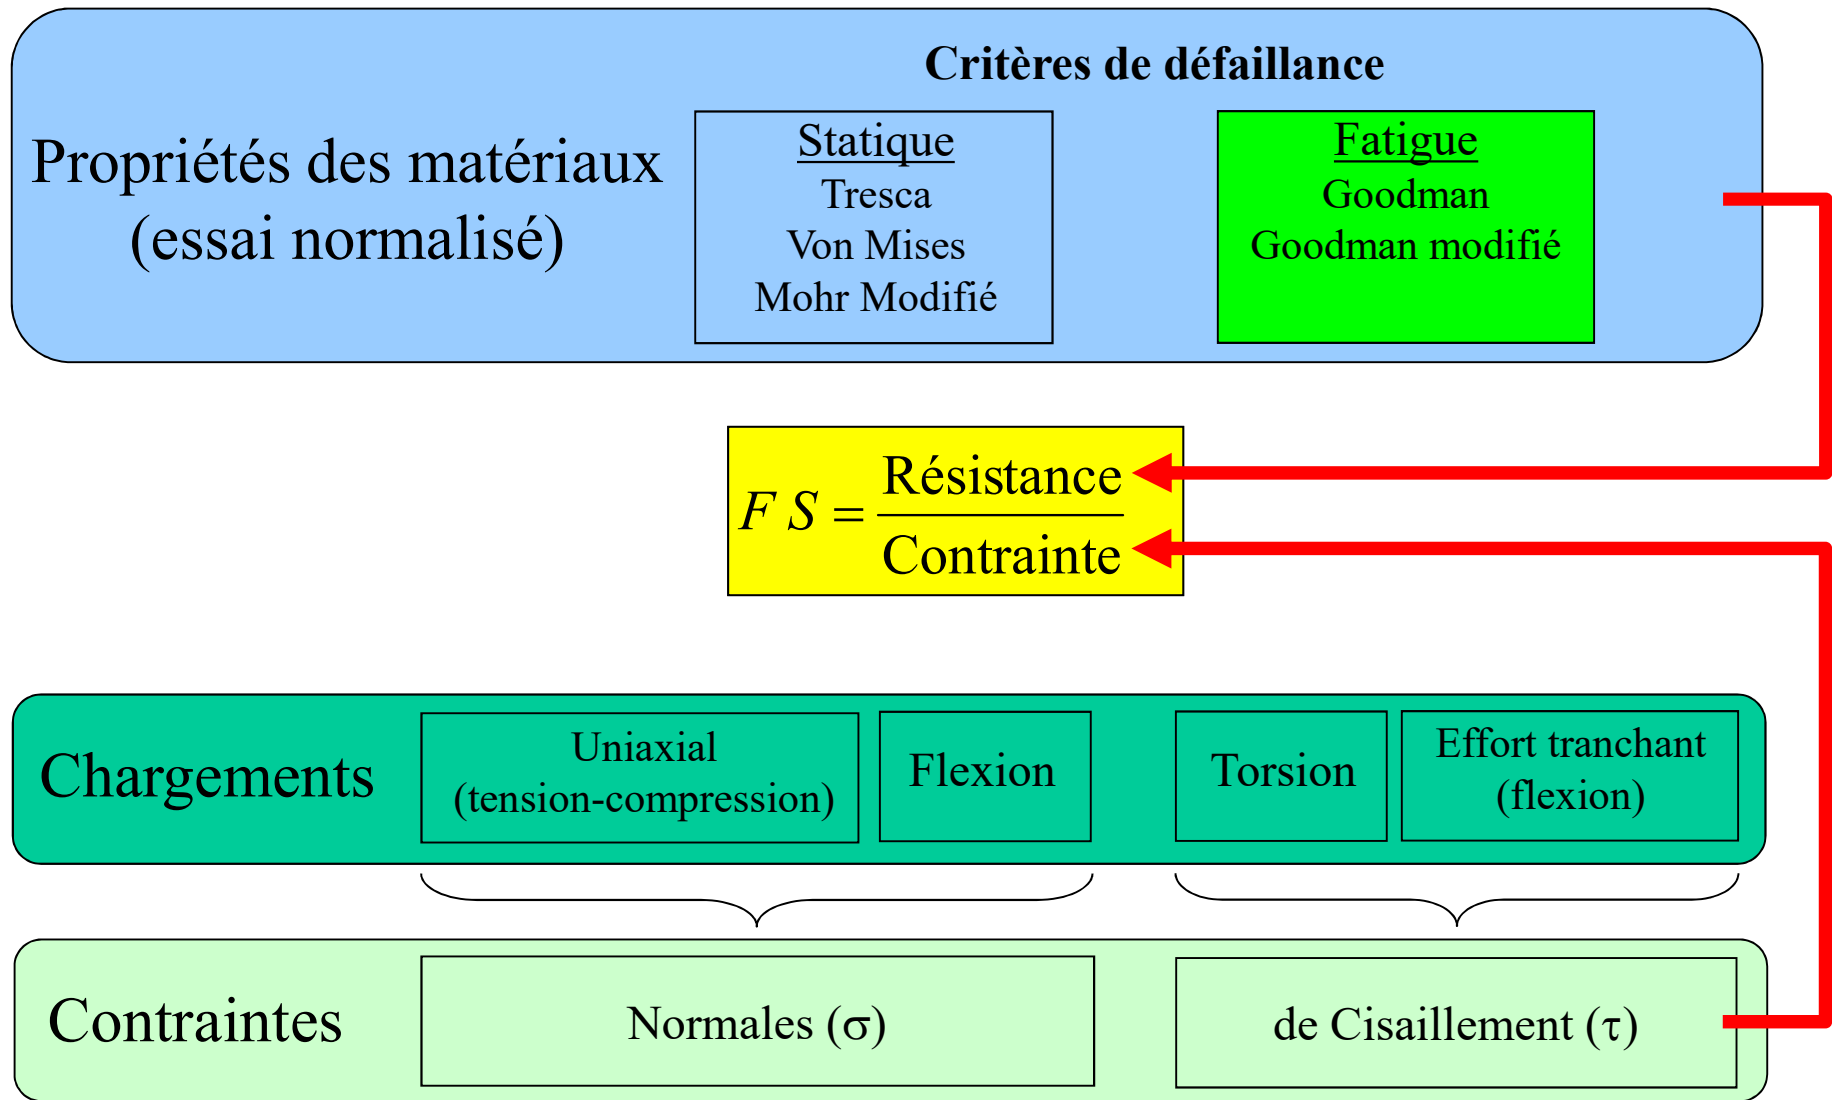 Critères de défaillance
Propriétés des matériaux
(essai normalisé)
Statique
Tresca
Von Mises
Mohr Modifié
Fatigue
Goodman
Goodman modifié
F S = Résistance
Contrainte
Chargements
Uniaxial
(tension-compression)
Flexion
Torsion
Effort tranchant
(flexion)
Contraintes
Normales (σ)
de Cisaillement (τ)